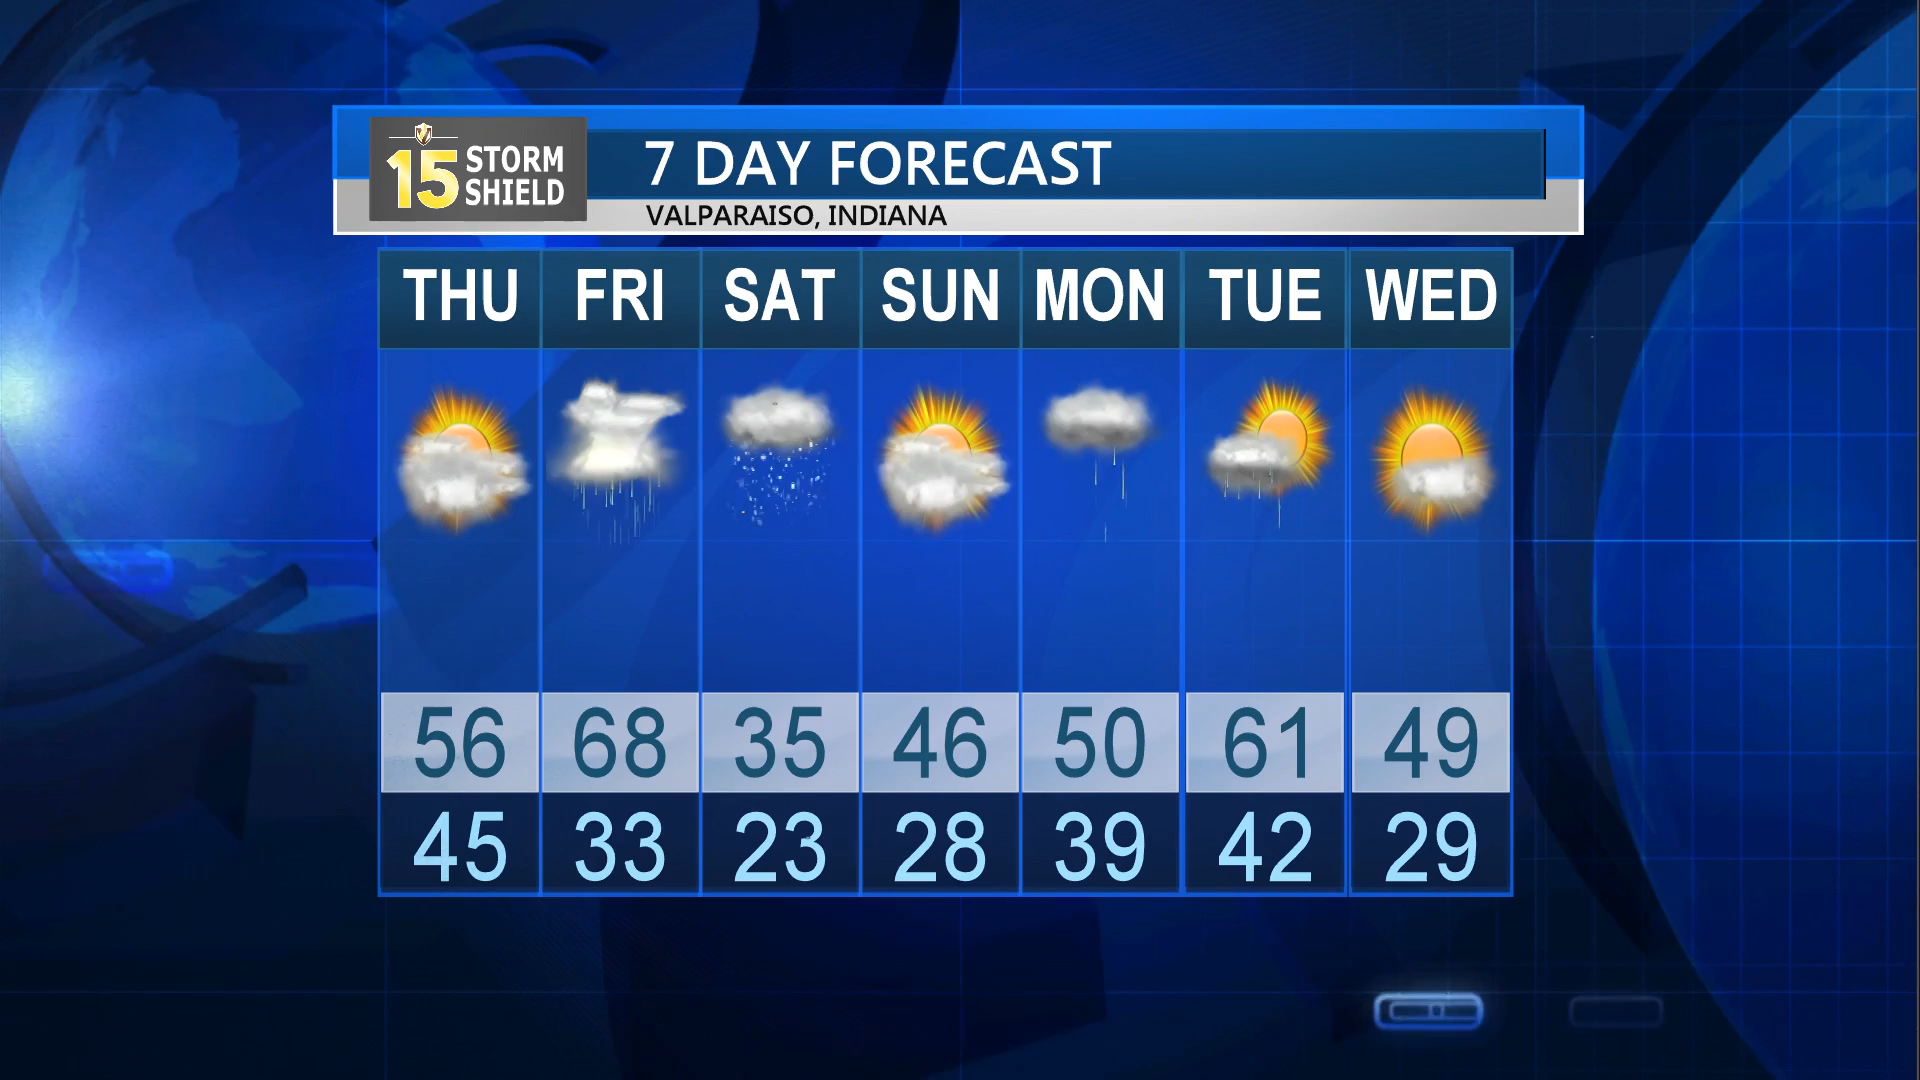 15 STORM SHIELD
7 DAY FORECAST
VALPARAISO, INDIANA
THU FRI SAT SUN MON TUE WED
56 68 35 46 50 61 49
45 33 23 28 39 42 29